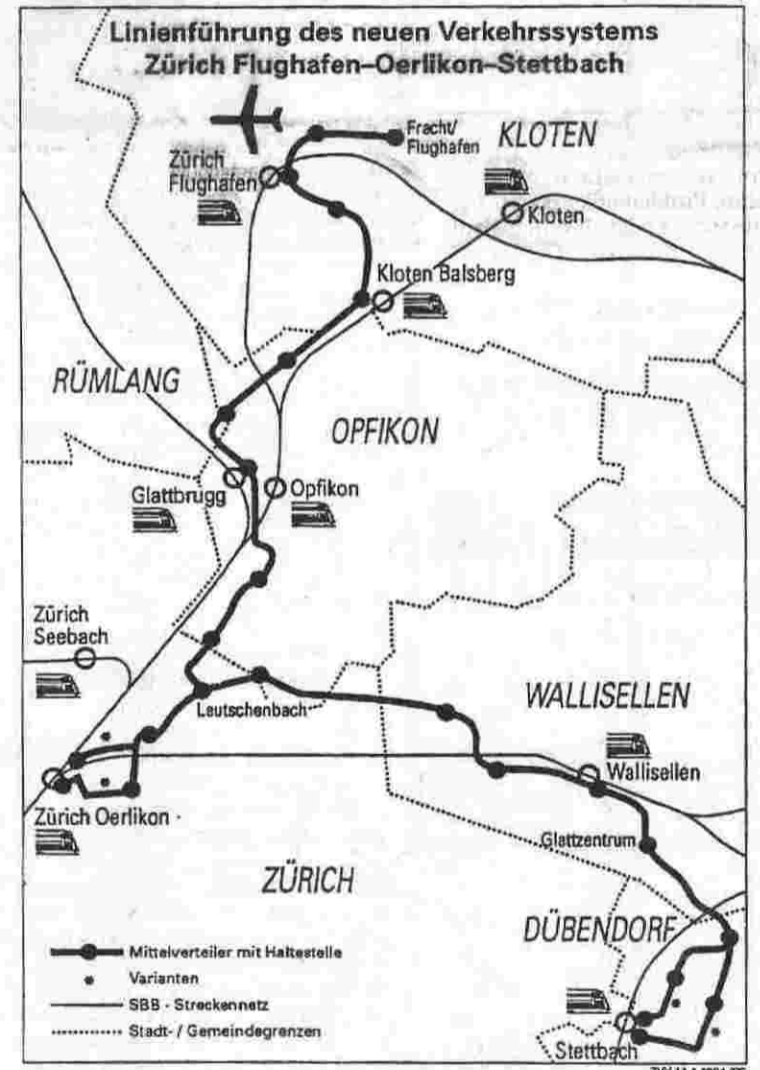 Linienführung des neuen Verkehrssystems
Zürich Flughafen–Oerlikon–Stettbach
Fracht/
Flughafen
KLOTEN
Zürich
Flughafen
Kloten
Kloten Balsberg
RÜMLANG
OPFIKON
Glattbrugg
Opfikon
Zürich
Seebach
Leutschenbach
WALLISELLEN
Wallisellen
Zürich Oerlikon
Glattzentrum
ZÜRICH
DÜBENDORF
Mittelverteiler mit Haltestelle
Varianten
SBB - Streckennetz
Stadt- / Gemeindegrenzen
Stettbach